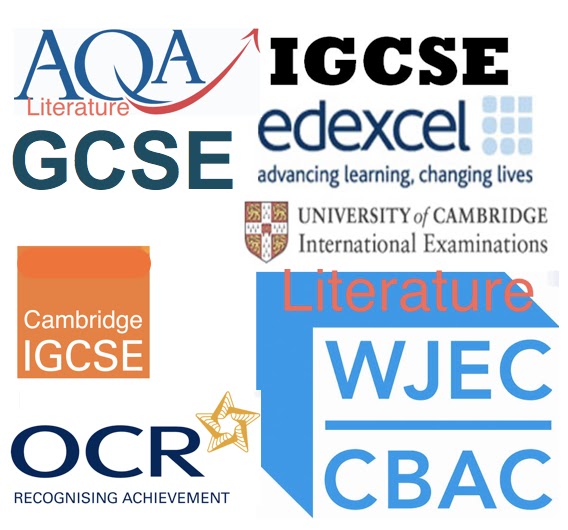 AQA
Literature
GCSE
IGCSE
edexcel
advancing learning, changing lives
UNIVERSITY of CAMBRIDGE
International Examinations
Literature
Cambridge
IGCSE
WJEC
CBAC
OCR
RECOGNISING ACHIEVEMENT